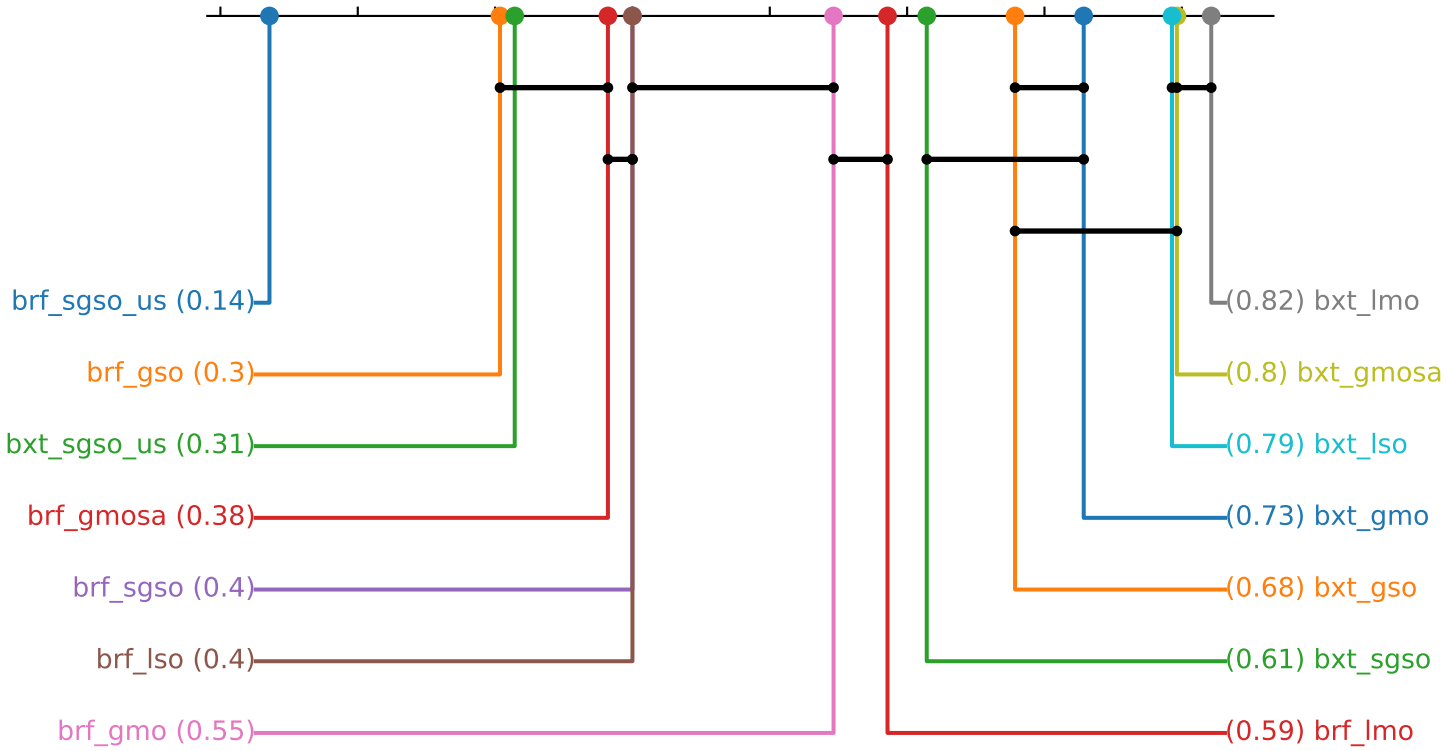 brf_sgso_us (0.14)
brf_gso (0.3)
bxt_sgso_us (0.31)
brf_gmosa (0.38)
brf_sgso (0.4)
brf_lso (0.4)
brf_gmo (0.55)
(0.82) bxt_lmo
(0.8) bxt_gmosa
(0.79) bxt_lso
(0.73) bxt_gmo
(0.68) bxt_gso
(0.61) bxt_sgso
(0.59) brf_lmo